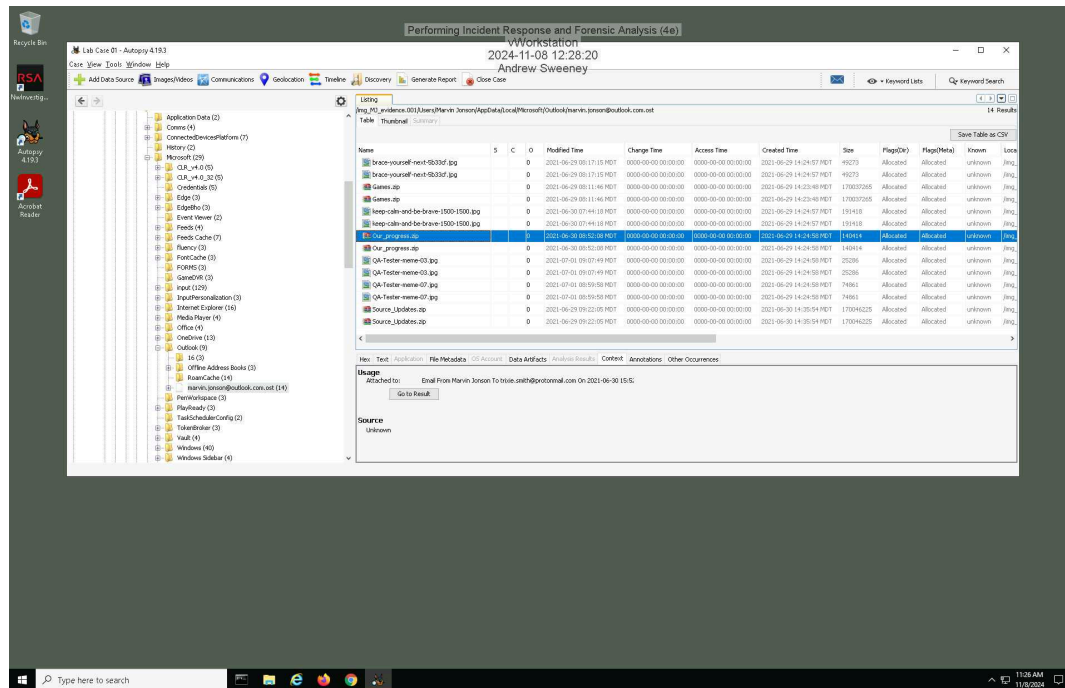 Performing Incident Response and Forensic Analysis (4e)
vWorkstation
2024-11-08 12:28:20
Andrew Sweeney
Recycle Bin
RSA
NwInvestig...
Autopsy
4.19.3
Acrobat
Reader
Lab Case 01 - Autopsy 4.19.3
Case View Tools Window Help
Add Data Source Images/Videos Communications Geolocation Timeline Discovery Generate Report Close Case Keyword Lists Keyword Search
Application Data (2)
Comms (4)
ConnectedDevicesPlatform (7)
History (2)
Microsoft (29)
CLR_v4.0 (5)
CLR_v4.0_32 (5)
Credentials (5)
Edge (3)
EdgeBho (3)
Event Viewer (2)
Feeds (4)
Feeds Cache (7)
fluency (3)
FontCache (3)
FORMS (3)
GameDVR (3)
input (129)
InputPersonalization (3)
Internet Explorer (16)
Media Player (4)
Office (4)
OneDrive (13)
Outlook (9)
16 (3)
Offline Address Books (3)
RoamCache (14)
marvin.jonson@outlook.com.ost (14)
PenWorkspace (3)
PlayReady (3)
TaskSchedulerConfig (2)
TokenBroker (3)
Vault (4)
Windows (40)
Windows Sidebar (4)
Listing
/img_MJ_evidence.001/Users/Marvin Jonson/AppData/Local/Microsoft/Outlook/marvin.jonson@outlook.com.ost 14 Results
Table Thumbnail Summary
Save Table as CSV
Name S C O Modified Time Change Time Access Time Created Time Size Flags(Dir) Flags(Meta) Known Loca
brace-yourself-next-5b33cf.jpg 0 2021-06-29 08:17:15 MDT 0000-00-00 00:00:00 0000-00-00 00:00:00 2021-06-29 14:24:57 MDT 49273 Allocated Allocated unknown /img_
brace-yourself-next-5b33cf.jpg 0 2021-06-29 08:17:15 MDT 0000-00-00 00:00:00 0000-00-00 00:00:00 2021-06-29 14:24:57 MDT 49273 Allocated Allocated unknown /img_
Games.zip 0 2021-06-29 08:11:46 MDT 0000-00-00 00:00:00 0000-00-00 00:00:00 2021-06-29 14:23:48 MDT 170037265 Allocated Allocated unknown /img_
Games.zip 0 2021-06-29 08:11:46 MDT 0000-00-00 00:00:00 0000-00-00 00:00:00 2021-06-29 14:23:48 MDT 170037265 Allocated Allocated unknown /img_
keep-calm-and-be-brave-1500-1500.jpg 0 2021-06-30 07:44:18 MDT 0000-00-00 00:00:00 0000-00-00 00:00:00 2021-06-29 14:24:57 MDT 191418 Allocated Allocated unknown /img_
keep-calm-and-be-brave-1500-1500.jpg 0 2021-06-30 07:44:18 MDT 0000-00-00 00:00:00 0000-00-00 00:00:00 2021-06-29 14:24:57 MDT 191418 Allocated Allocated unknown /img_
Our_progress.zip 0 2021-06-30 08:52:08 MDT 0000-00-00 00:00:00 0000-00-00 00:00:00 2021-06-29 14:24:58 MDT 140414 Allocated Allocated unknown /img_
Our_progress.zip 0 2021-06-30 08:52:08 MDT 0000-00-00 00:00:00 0000-00-00 00:00:00 2021-06-29 14:24:58 MDT 140414 Allocated Allocated unknown /img_
QA-Tester-meme-03.jpg 0 2021-07-01 09:07:49 MDT 0000-00-00 00:00:00 0000-00-00 00:00:00 2021-06-29 14:24:58 MDT 25286 Allocated Allocated unknown /img_
QA-Tester-meme-03.jpg 0 2021-07-01 09:07:49 MDT 0000-00-00 00:00:00 0000-00-00 00:00:00 2021-06-29 14:24:58 MDT 25286 Allocated Allocated unknown /img_
QA-Tester-meme-07.jpg 0 2021-07-01 08:59:58 MDT 0000-00-00 00:00:00 0000-00-00 00:00:00 2021-06-29 14:24:58 MDT 74861 Allocated Allocated unknown /img_
QA-Tester-meme-07.jpg 0 2021-07-01 08:59:58 MDT 0000-00-00 00:00:00 0000-00-00 00:00:00 2021-06-29 14:24:58 MDT 74861 Allocated Allocated unknown /img_
Source_Updates.zip 0 2021-06-29 09:22:05 MDT 0000-00-00 00:00:00 0000-00-00 00:00:00 2021-06-30 14:35:54 MDT 170046225 Allocated Allocated unknown /img_
Source_Updates.zip 0 2021-06-29 09:22:05 MDT 0000-00-00 00:00:00 0000-00-00 00:00:00 2021-06-30 14:35:54 MDT 170046225 Allocated Allocated unknown /img_
Hex Text Application File Metadata OS Account Data Artifacts Analysis Results Context Annotations Other Occurrences
Usage
Attached to: Email From Marvin Jonson To trixie.smith@protonmail.com On 2021-06-30 15:5
Go to Result
Source
Unknown
Type here to search
11:26 AM
11/8/2024